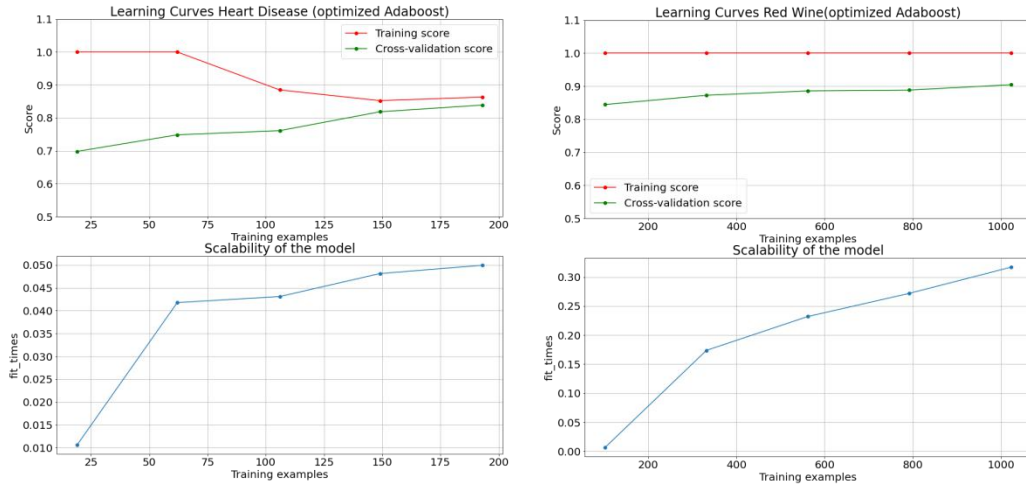 Learning Curves Heart Disease (optimized Adaboost)
1.1
1.0
0.9
0.8
0.7
0.6
0.5
Score
Training score
Cross-validation score
25 50 75 100 125 150 175 200
Training examples
Scalability of the model
0.050
0.045
0.040
0.035
0.030
0.025
0.020
0.015
0.010
fit_times
25 50 75 100 125 150 175 200
Training examples
Learning Curves Red Wine(optimized Adaboost)
1.1
1.0
0.9
0.8
0.7
0.6
0.5
Score
Training score
Cross-validation score
200 400 600 800 1000
Training examples
Scalability of the model
0.30
0.25
0.20
0.15
0.10
0.05
0.00
fit_times
200 400 600 800 1000
Training examples